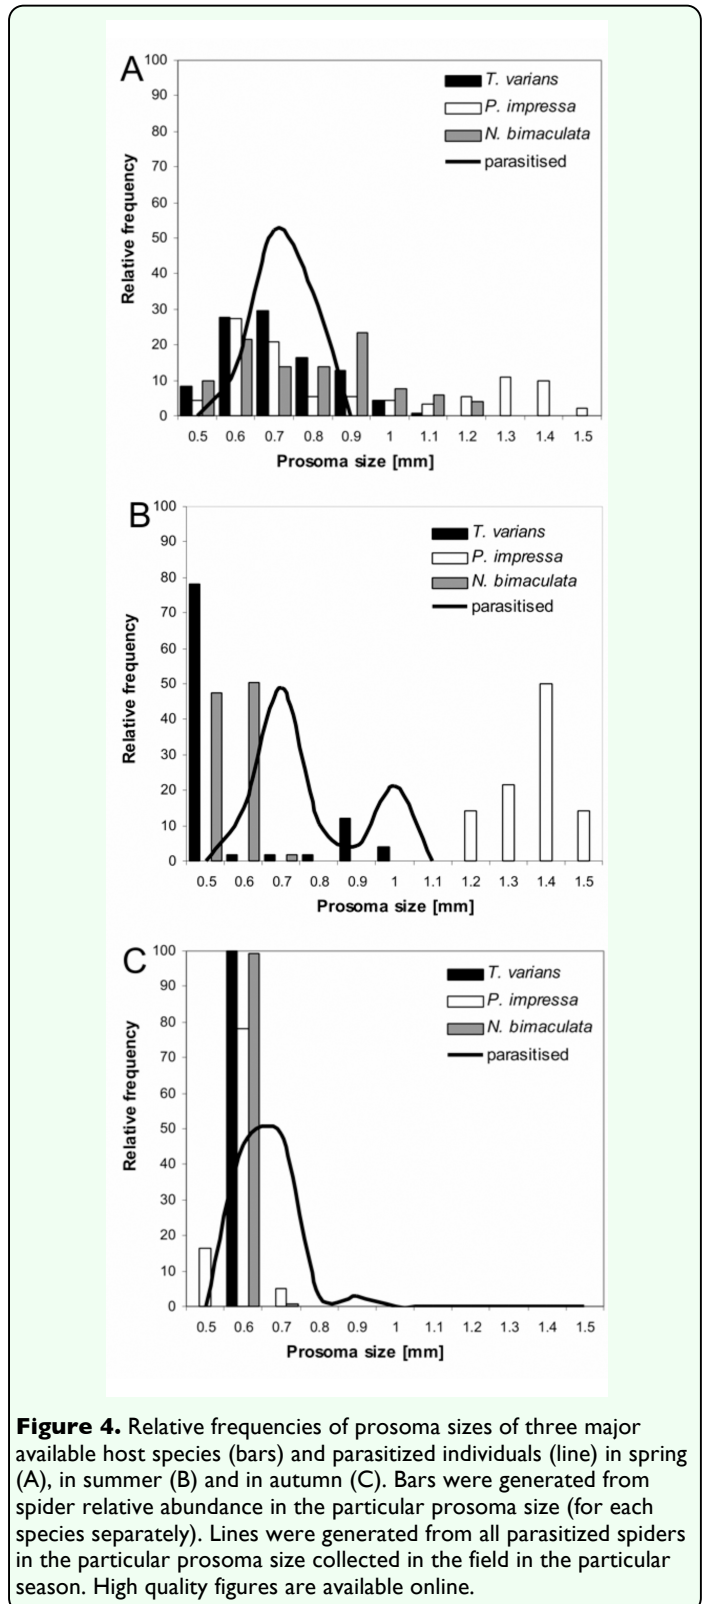 A
100
90
80
70
60
50
40
30
20
10
0
Relative frequency
T. varians
P. impressa
N. bimaculata
parasitised
0.5 0.6 0.7 0.8 0.9 1 1.1 1.2 1.3 1.4 1.5
Prosoma size [mm]
B
100
90
80
70
60
50
40
30
20
10
0
Relative frequency
T. varians
P. impressa
N. bimaculata
parasitised
0.5 0.6 0.7 0.8 0.9 1 1.1 1.2 1.3 1.4 1.5
Prosoma size [mm]
C
100
90
80
70
60
50
40
30
20
10
0
Relative frequency
T. varians
P. impressa
N. bimaculata
parasitised
0.5 0.6 0.7 0.8 0.9 1 1.1 1.2 1.3 1.4 1.5
Prosoma size [mm]
Figure 4. Relative frequencies of prosoma sizes of three major
available host species (bars) and parasitized individuals (line) in spring
(A), in summer (B) and in autumn (C). Bars were generated from
spider relative abundance in the particular prosoma size (for each
species separately). Lines were generated from all parasitized spiders
in the particular prosoma size collected in the field in the particular
season. High quality figures are available online.